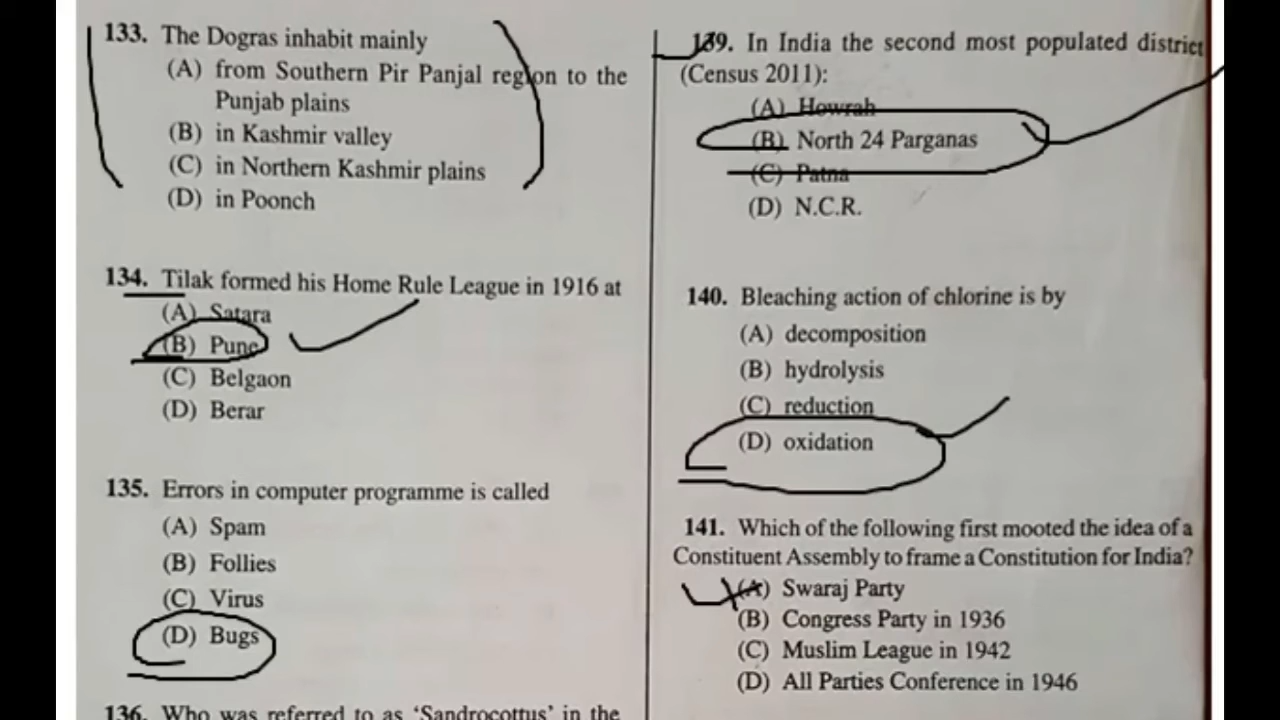 133. The Dogras inhabit mainly
(A) from Southern Pir Panjal region to the
Punjab plains
(B) in Kashmir valley
(C) in Northern Kashmir plains
(D) in Poonch
134. Tilak formed his Home Rule League in 1916 at
(A) Satara
(B) Pune
(C) Belgaon
(D) Berar
135. Errors in computer programme is called
(A) Spam
(B) Follies
(C) Virus
(D) Bugs
136. Who was referred to as ‘Sandrocottus’ in the
139. In India the second most populated district
(Census 2011):
(A) Howrah
(B) North 24 Parganas
(C) Patna
(D) N.C.R.
140. Bleaching action of chlorine is by
(A) decomposition
(B) hydrolysis
(C) reduction
(D) oxidation
141. Which of the following first mooted the idea of a
Constituent Assembly to frame a Constitution for India?
(A) Swaraj Party
(B) Congress Party in 1936
(C) Muslim League in 1942
(D) All Parties Conference in 1946